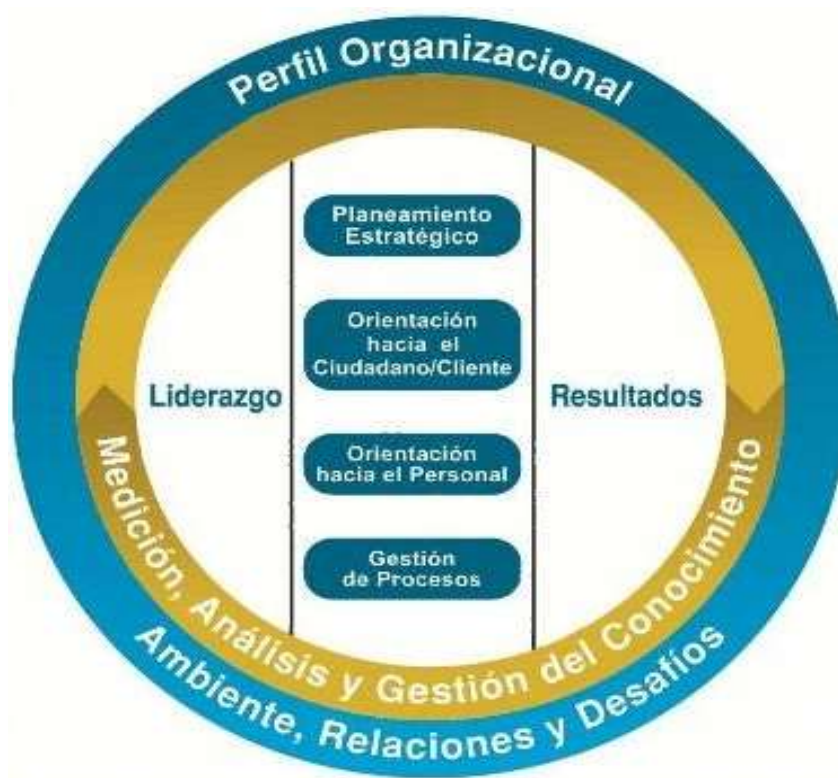 Perfil Organizacional
Planeamiento
Estratégico
Orientación
hacia el
Ciudadano/Cliente
Liderazgo
Resultados
Orientación
hacia el Personal
Gestión
de Procesos
Medición, Análisis y Gestión del Conocimiento
Ambiente, Relaciones y Desafíos